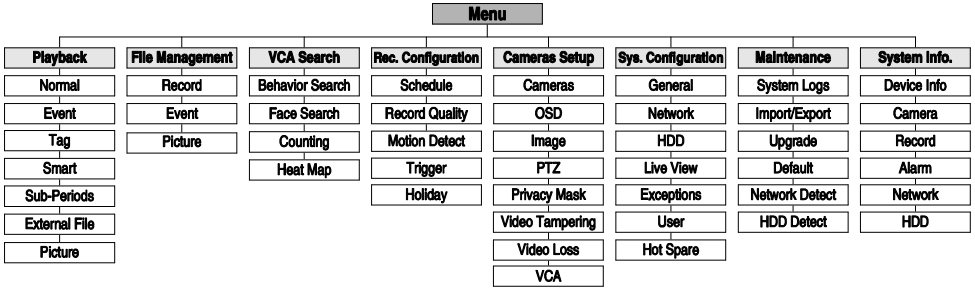 Menu
Playback
Normal
Event
Tag
Smart
Sub-Periods
External File
Picture
File Management
Record
Event
Picture
VCA Search
Behavior Search
Face Search
Counting
Heat Map
Rec. Configuration
Schedule
Record Quality
Motion Detect
Trigger
Holiday
Cameras Setup
Cameras
OSD
Image
PTZ
Privacy Mask
Video Tampering
Video Loss
VCA
Sys. Configuration
General
Network
HDD
Live View
Exceptions
User
Hot Spare
Maintenance
System Logs
Import/Export
Upgrade
Default
Network Detect
HDD Detect
System Info.
Device Info
Camera
Record
Alarm
Network
HDD